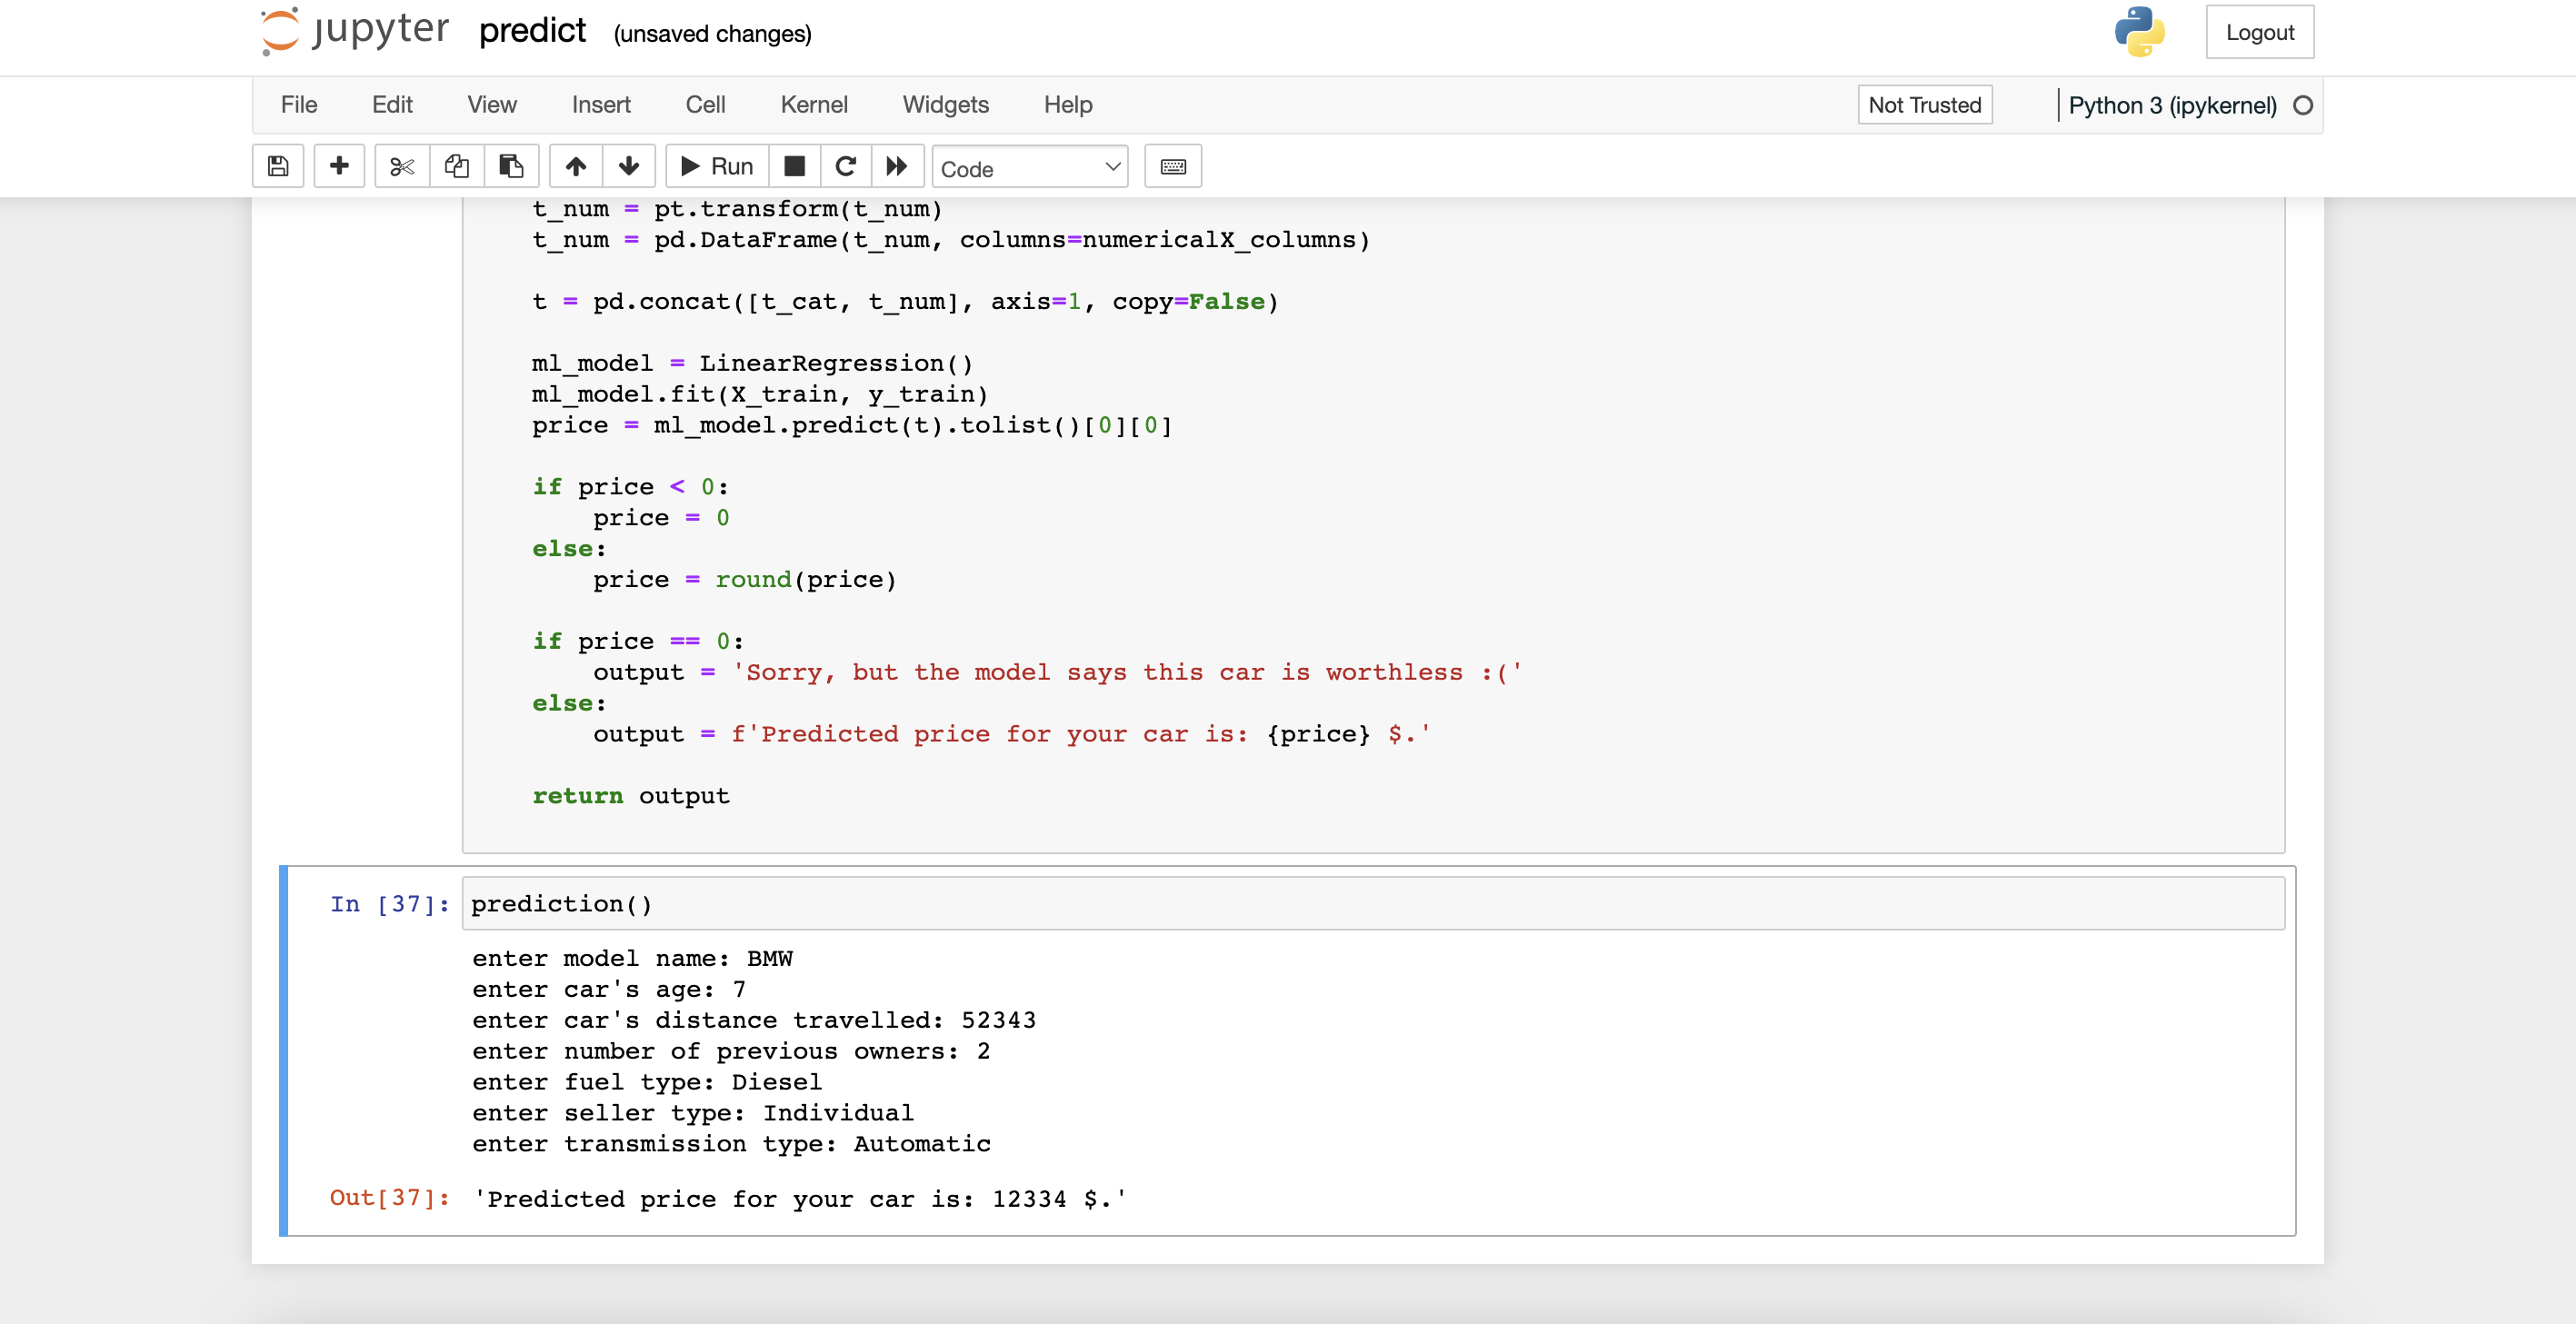 jupyter predict (unsaved changes) Logout
File Edit View Insert Cell Kernel Widgets Help Not Trusted Python 3 (ipykernel)
Run Code
t_num = pt.transform(t_num)
t_num = pd.DataFrame(t_num, columns=numericalX_columns)
t = pd.concat([t_cat, t_num], axis=1, copy=False)
ml_model = LinearRegression()
ml_model.fit(X_train, y_train)
price = ml_model.predict(t).tolist()[0][0]
if price < 0:
    price = 0
else:
    price = round(price)
if price == 0:
    output = 'Sorry, but the model says this car is worthless :('
else:
    output = f'Predicted price for your car is: {price} $.'
return output
In [37]: prediction()
enter model name: BMW
enter car's age: 7
enter car's distance travelled: 52343
enter number of previous owners: 2
enter fuel type: Diesel
enter seller type: Individual
enter transmission type: Automatic
Out[37]: 'Predicted price for your car is: 12334 $.'